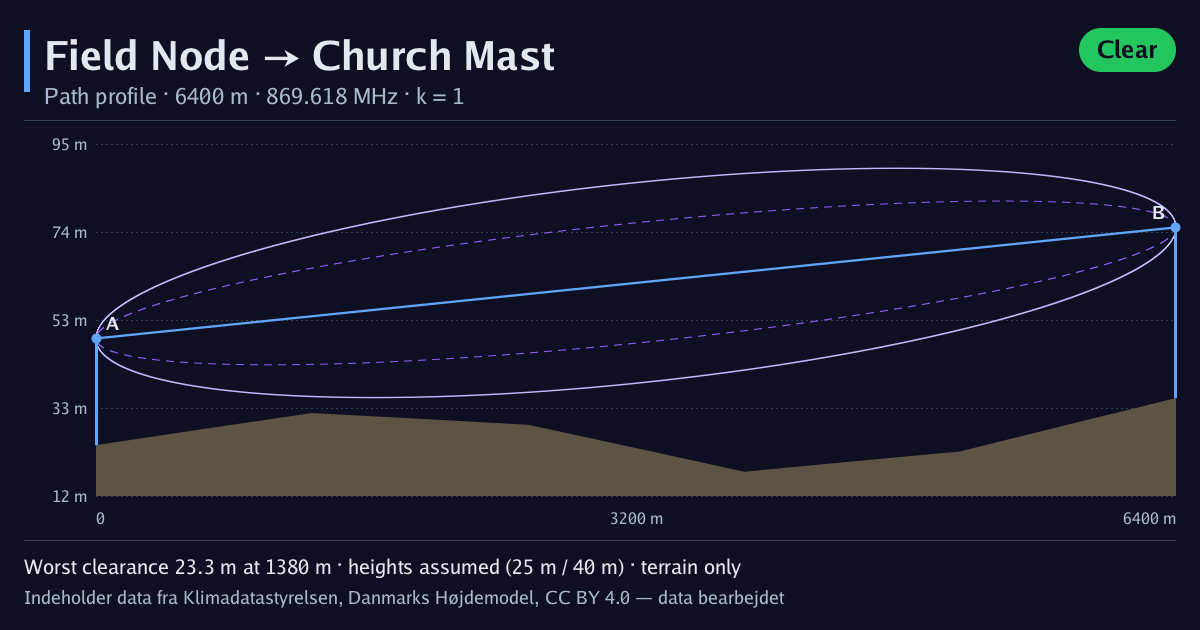 Field Node → Church Mast
Clear
Path profile · 6400 m · 869.618 MHz · k = 1
95 m
74 m
53 m
33 m
12 m
A
B
0
3200 m
6400 m
Worst clearance 23.3 m at 1380 m · heights assumed (25 m / 40 m) · terrain only
Indeholder data fra Klimadatastyrelsen, Danmarks Højdemodel, CC BY 4.0 — data bearbejdet